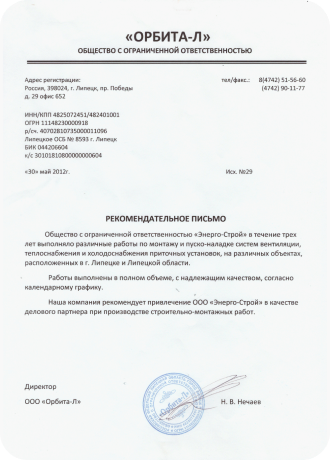 «ОРБИТА-Л»
ОБЩЕСТВО С ОГРАНИЧЕННОЙ ОТВЕТСТВЕННОСТЬЮ
Адрес регистрации:
Россия, 398024, г. Липецк, пр. Победы
д. 29 офис 652
тел/факс.: 8(4742) 51-56-60
(4742) 90-11-77
ИНН/КПП 4825072451/482401001
ОГРН 11148230000918
р/сч. 40702810735000011096
Липецкое ОСБ № 8593 г. Липецк
БИК 044206604
к/с 30101810800000000604
«30» май 2012г.
Исх. №29
РЕКОМЕНДАТЕЛЬНОЕ ПИСЬМО
Общество с ограниченной ответственностью «Энерго-Строй» в течение трех
лет выполняло различные работы по монтажу и пуско-наладке систем вентиляции,
теплоснабжения и холодоснабжения приточных установок, на различных объектах,
расположенных в г. Липецке и Липецкой области.
Работы выполнены в полном объеме, с надлежащим качеством, согласно
календарному графику.
Наша компания рекомендует привлечение ООО «Энерго-Строй» в качестве
делового партнера при производстве строительно-монтажных работ.
Директор
ООО «Орбита-Л»
Н. В. Нечаев
«Орбита-Л»